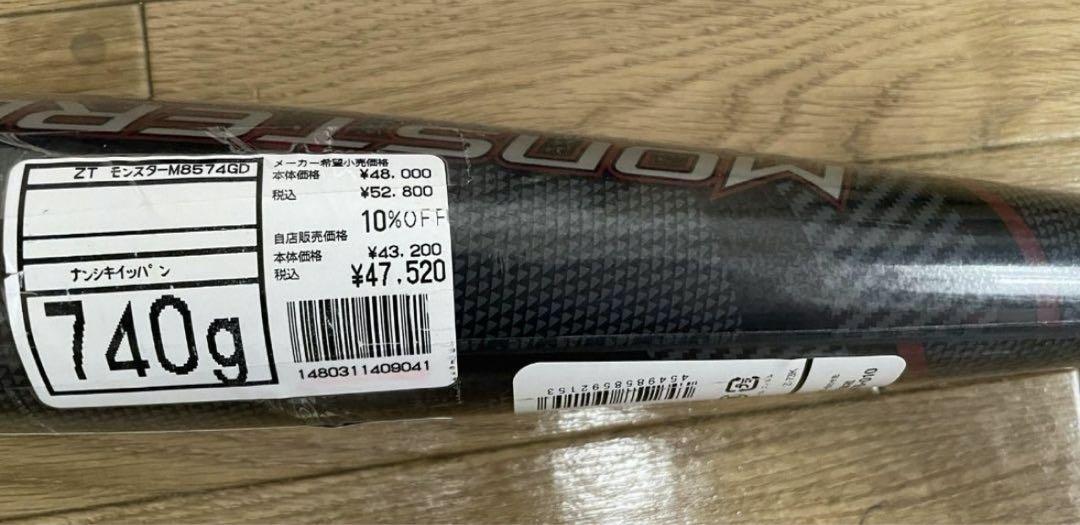 MONSTER
ZT モンスターM8574GD
ナンシキイッパン
740g
メーカー希望小売価格
本体価格 ¥48.000
税込 ¥52.800
10%OFF
自店販売価格
本体価格 ¥43.200
税込 ¥47.520
1480311409041
4549858592153